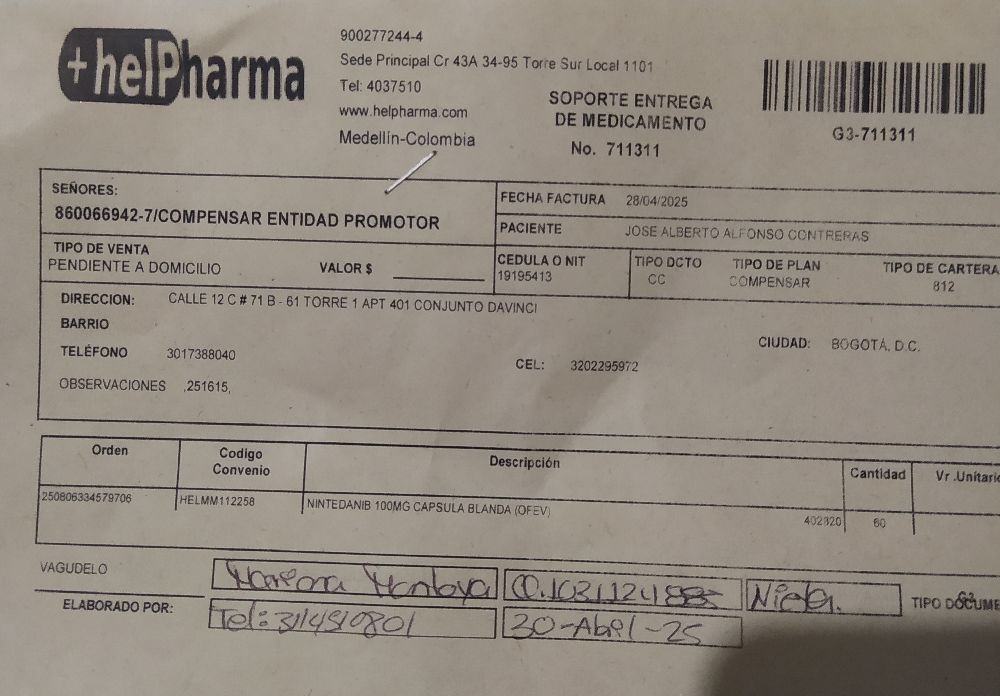 +helPharma
900277244-4
Sede Principal Cr 43A 34-95 Torre Sur Local 1101
Tel: 4037510
www.helpharma.com
Medellín-Colombia
SOPORTE ENTREGA
DE MEDICAMENTO
No. 711311
G3-711311
SEÑORES:
860066942-7/COMPENSAR ENTIDAD PROMOTOR
FECHA FACTURA 28/04/2025
PACIENTE JOSE ALBERTO ALFONSO CONTRERAS
TIPO DE VENTA
PENDIENTE A DOMICILIO VALOR $
CEDULA O NIT TIPO DCTO TIPO DE PLAN TIPO DE CARTERA
19195413 CC COMPENSAR 812
DIRECCION: CALLE 12 C # 71 B - 61 TORRE 1 APT 401 CONJUNTO DAVINCI
BARRIO
CIUDAD: BOGOTÁ, D.C.
TELÉFONO 3017388040
CEL: 3202295972
OBSERVACIONES ,251615,
Orden Codigo Convenio Descripción Cantidad Vr .Unitario
250806334579706 HELMM112258 NINTEDANIB 100MG CAPSULA BLANDA (OFEV) 402820 60
VAGUDELO
ELABORADO POR:
Montoya
Tel: 314510801
30-Abril-25
TIPO DOCUME